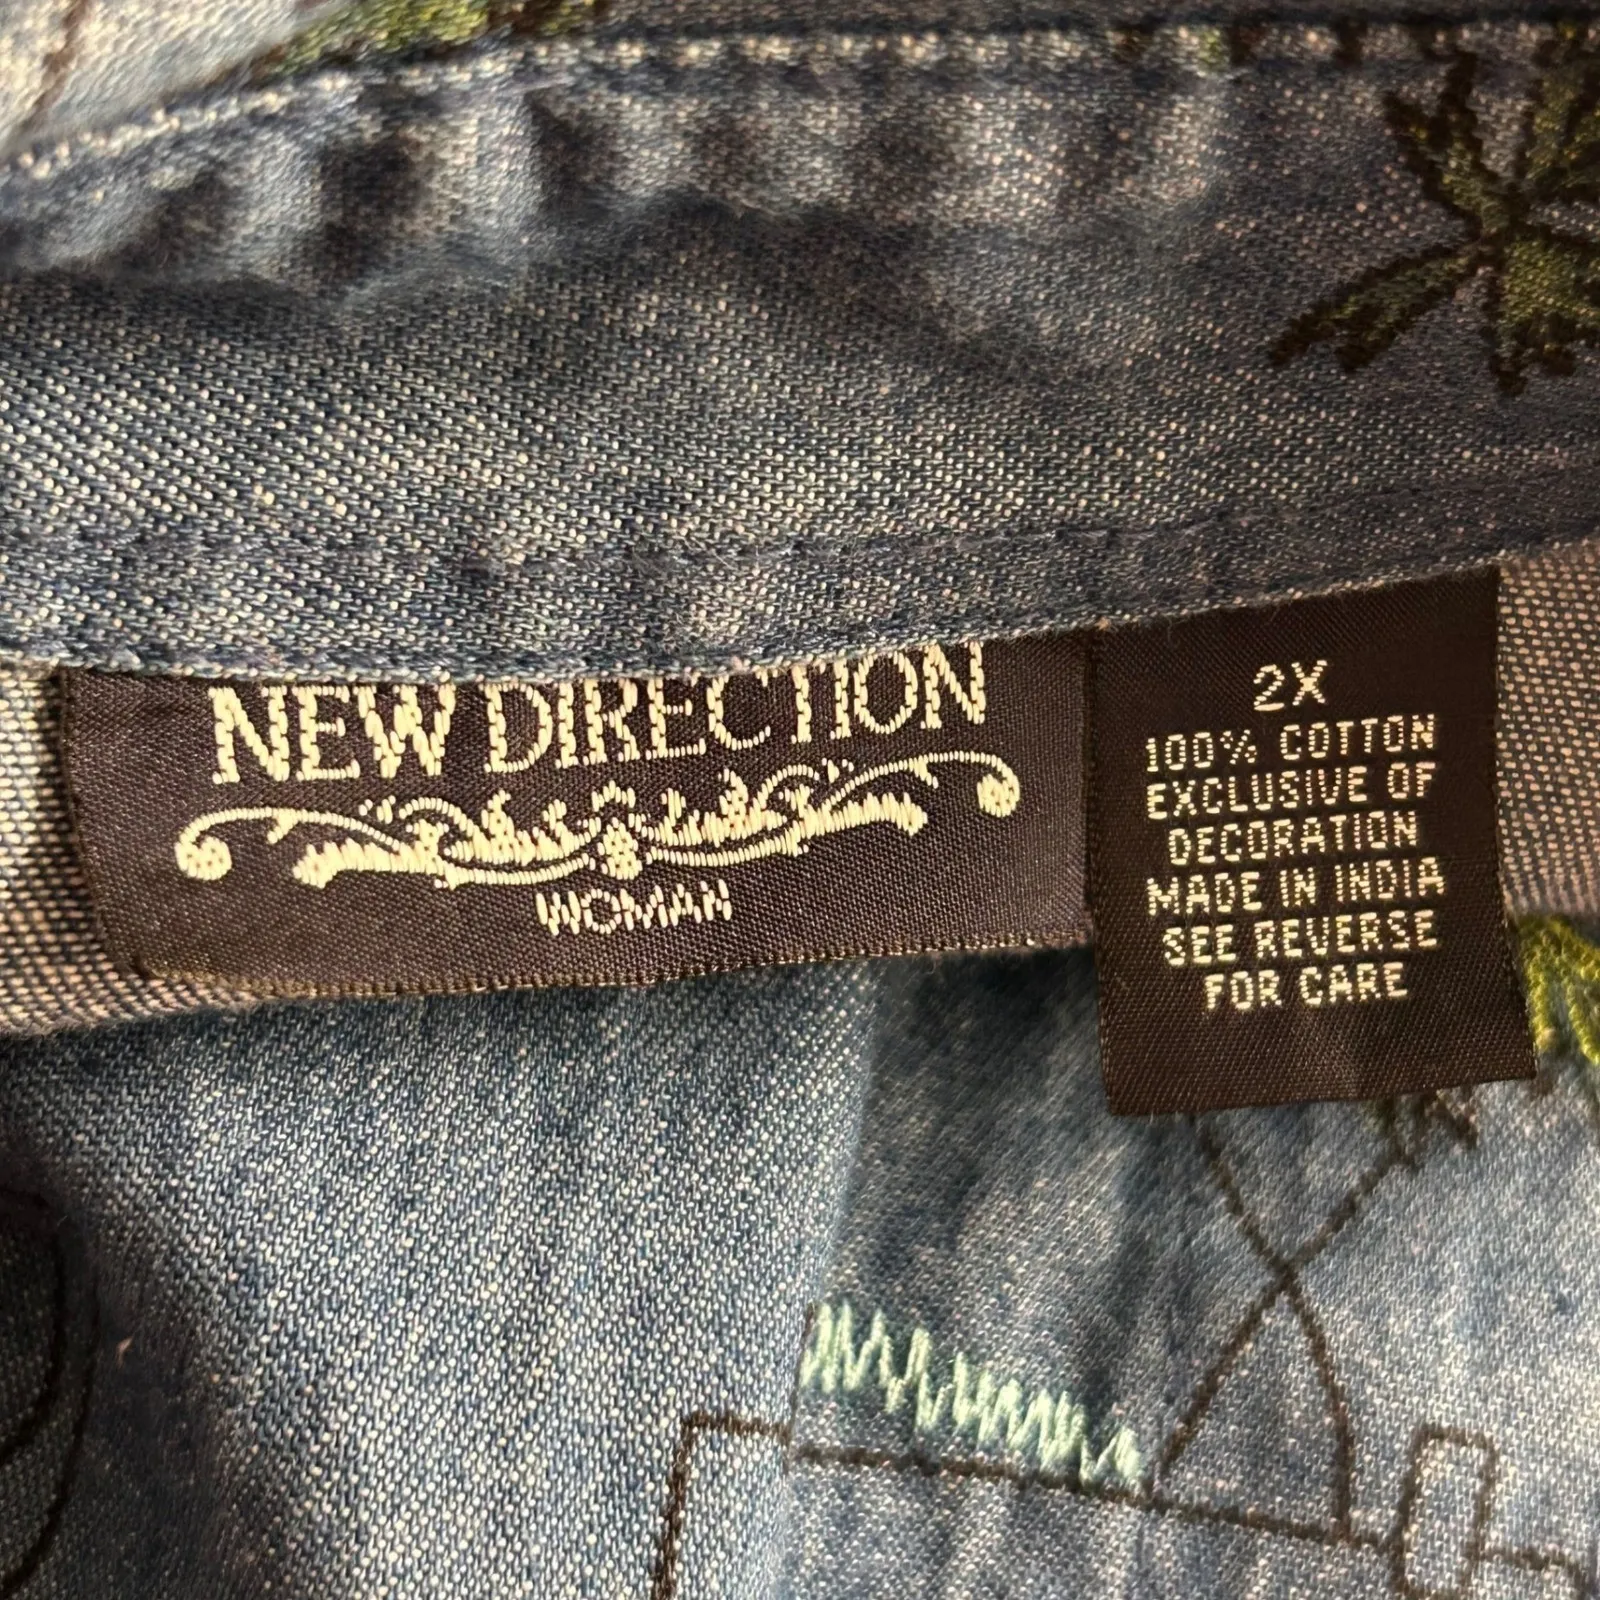 NEW DIRECTION
WOMAN
2X
100% COTTON
EXCLUSIVE OF
DECORATION
MADE IN INDIA
SEE REVERSE
FOR CARE